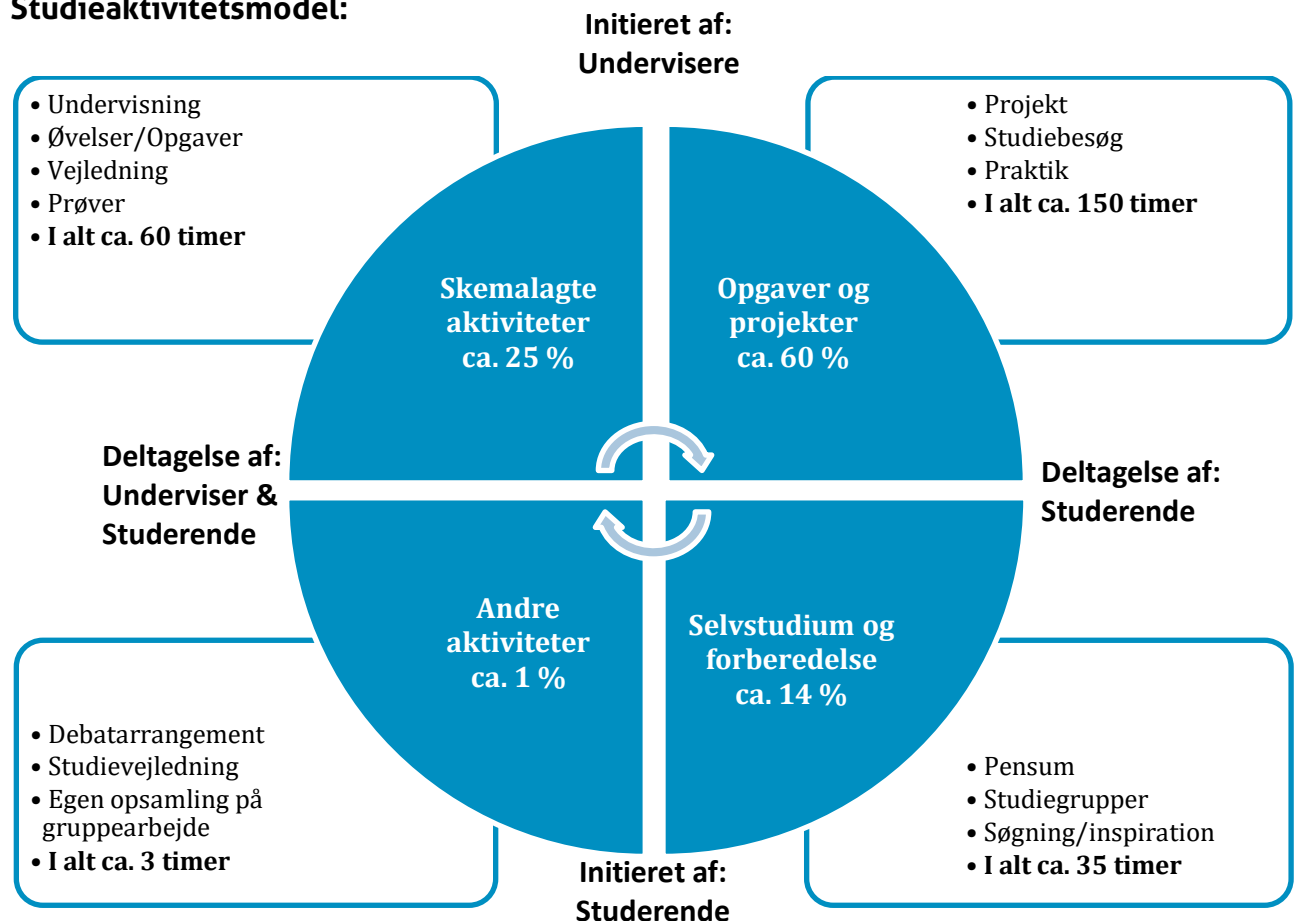 Studieaktivitetsmodel:
Initieret af:
Undervisere
• Undervisning
• Øvelser/Opgaver
• Vejledning
• Prøver
• I alt ca. 60 timer
• Projekt
• Studiebesøg
• Praktik
• I alt ca. 150 timer
Skemalagte
aktiviteter
ca. 25 %
Opgaver og
projekter
ca. 60 %
Deltagelse af:
Underviser &
Studerende
Deltagelse af:
Studerende
Andre
aktiviteter
ca. 1 %
Selvstudium og
forberedelse
ca. 14 %
• Debatarrangement
• Studievejledning
• Egen opsamling på
gruppearbejde
• I alt ca. 3 timer
• Pensum
• Studiegrupper
• Søgning/inspiration
• I alt ca. 35 timer
Initieret af:
Studerende